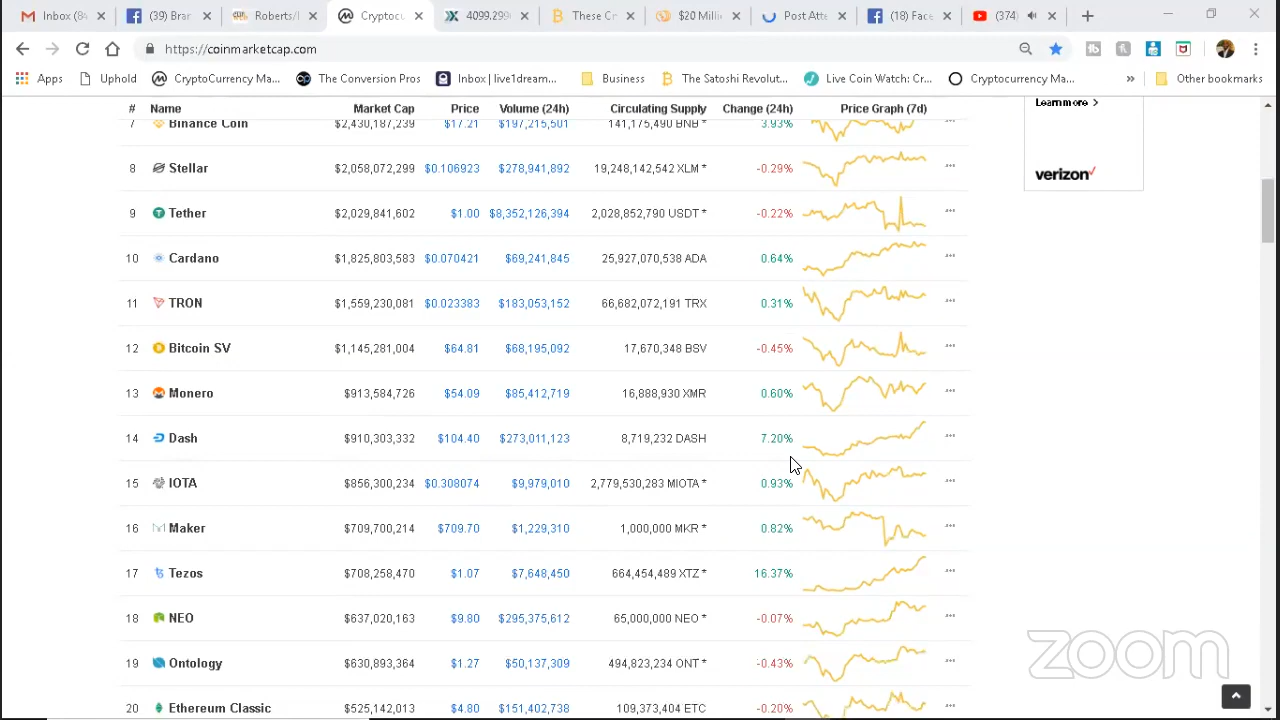 Inbox (84 (39) Brar Roberts/l Cryptocu 4099.299 These Cr $20 Milli Post Atte (18) Face (374)
https://coinmarketcap.com
Apps Uphold CryptoCurrency Ma... The Conversion Pros Inbox | live1dream... Business The Satoshi Revolut... Live Coin Watch: Cr... Cryptocurrency Ma... » Other bookmarks
# Name Market Cap Price Volume (24h) Circulating Supply Change (24h) Price Graph (7d)
Learn more >
7 Binance Coin $2,430,187,239 $17.21 $197,215,501 141,175,490 BNB * 3.93%
8 Stellar $2,058,072,299 $0.106923 $278,941,892 19,248,142,542 XLM * -0.29%
verizon✓
9 Tether $2,029,841,602 $1.00 $8,352,126,394 2,028,852,790 USDT * -0.22%
10 Cardano $1,825,803,583 $0.070421 $69,241,845 25,927,070,538 ADA 0.64%
11 TRON $1,559,230,081 $0.023383 $183,053,152 66,682,072,191 TRX 0.31%
12 Bitcoin SV $1,145,281,004 $64.81 $68,195,092 17,670,348 BSV -0.45%
13 Monero $913,584,726 $54.09 $85,412,719 16,888,930 XMR 0.60%
14 Dash $910,303,332 $104.40 $273,011,123 8,719,232 DASH 7.20%
15 IOTA $856,300,234 $0.308074 $9,979,010 2,779,530,283 MIOTA * 0.93%
16 Maker $709,700,214 $709.70 $1,229,910 1,000,000 MKR * 0.82%
17 Tezos $708,258,470 $1.07 $7,648,450 664,454,489 XTZ * 16.37%
18 NEO $637,020,163 $9.80 $295,375,612 65,000,000 NEO * -0.07%
19 Ontology $630,893,364 $1.27 $50,137,309 494,823,234 ONT * -0.43%
zoom
20 Ethereum Classic $525,142,013 $4.80 $151,402,738 109,373,404 ETC -0.20%